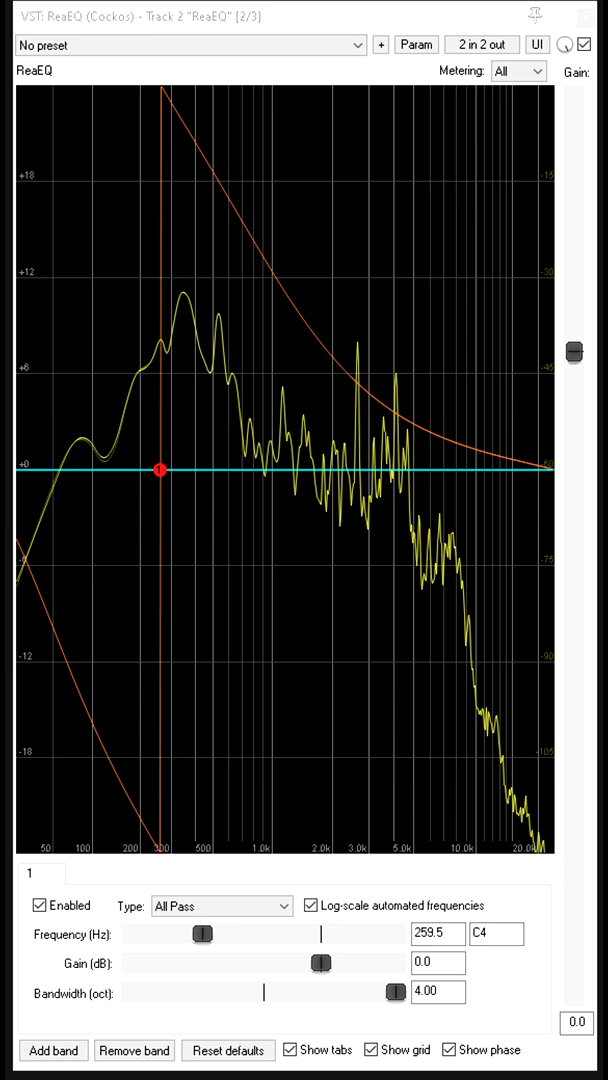 VST: ReaEQ (Cockos) - Track 2 "ReaEQ" [2/3]
No preset + Param 2 in 2 out UI
ReaEQ Metering: All Gain:
+18 -15
+12 -30
+6 -45
+0 -60
-6 -75
-12 -90
-18 -105
50 100 200 300 500 1.0k 2.0k 3.0k 5.0k 10.0k 20.0k
1
1
Enabled Type: All Pass Log-scale automated frequencies
Frequency (Hz): 259.5 C4
Gain (dB): 0.0
Bandwidth (oct): 4.00
0.0
Add band Remove band Reset defaults Show tabs Show grid Show phase